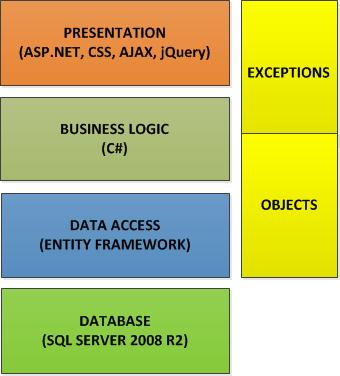 PRESENTATION
(ASP.NET, CSS, AJAX, jQuery)
EXCEPTIONS
BUSINESS LOGIC
(C#)
OBJECTS
DATA ACCESS
(ENTITY FRAMEWORK)
DATABASE
(SQL SERVER 2008 R2)